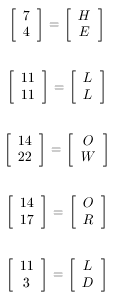 [7 4] = [H E]
[11 11] = [L L]
[14 22] = [O W]
[14 17] = [O R]
[11 3] = [L D]